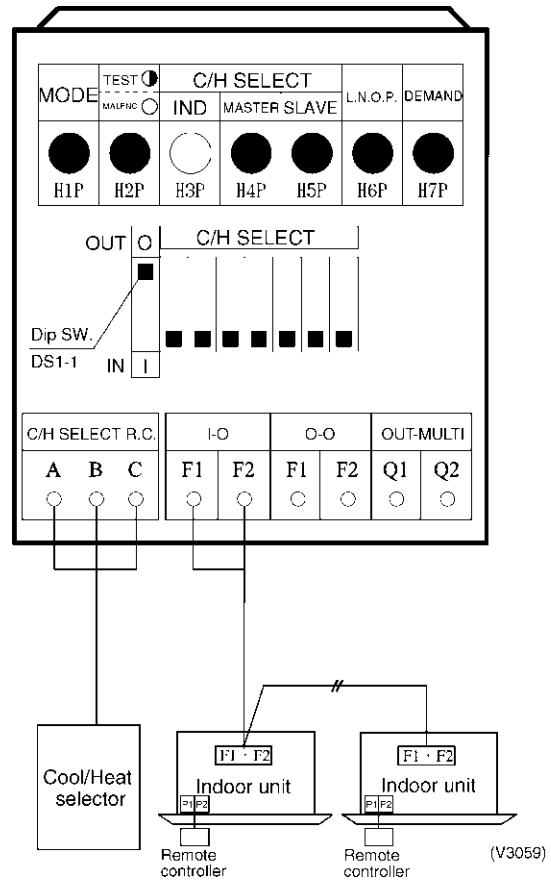 MODE TEST C/H SELECT L.N.O.P. DEMAND
MALFNC IND MASTER SLAVE
H1P H2P H3P H4P H5P H6P H7P
OUT O C/H SELECT
Dip SW.
DS1-1 IN I
C/H SELECT R.C. I-O O-O OUT-MULTI
A B C F1 F2 F1 F2 Q1 Q2
Cool/Heat
selector
F1 · F2
Indoor unit
P1 P2
Remote
controller
F1 · F2
Indoor unit
P1 P2
Remote
controller
(V3059)